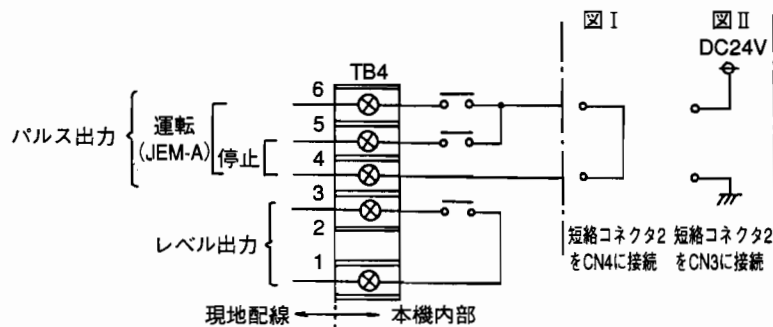 図Ⅰ
図Ⅱ
DC24V
TB4
6
5
4
3
2
1
パルス出力
運転
(JEM-A)
停止
レベル出力
短絡コネクタ2
をCN4に接続
短絡コネクタ2
をCN3に接続
現地配線
本機内部